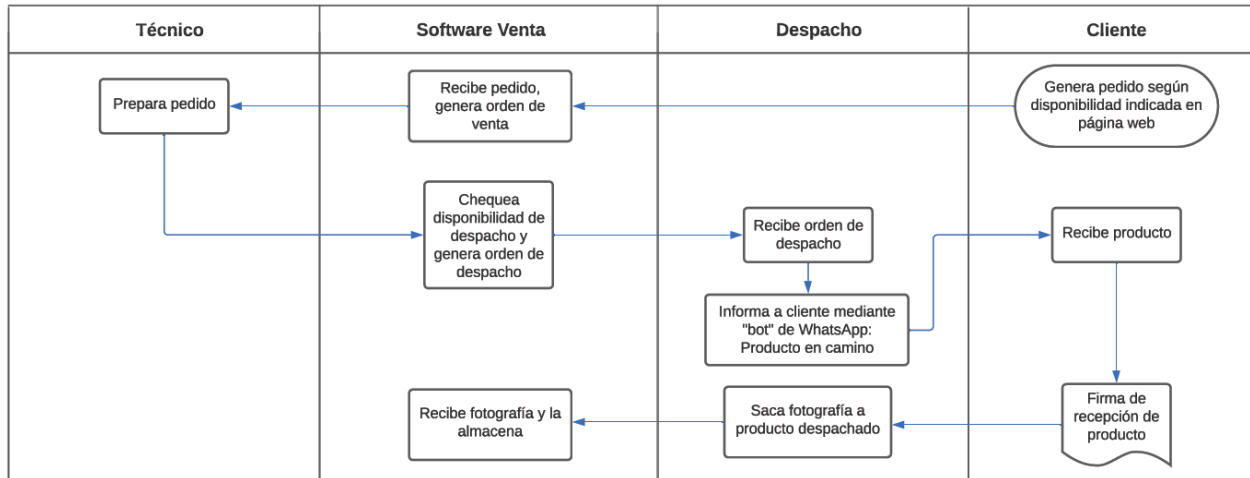 Técnico
Software Venta
Despacho
Cliente
Prepara pedido
Recibe pedido,
genera orden de
venta
Genera pedido según
disponibilidad indicada en
página web
Chequea
disponibilidad de
despacho y
genera orden de
despacho
Recibe orden de
despacho
Recibe producto
Informa a cliente mediante
"bot" de WhatsApp:
Producto en camino
Recibe fotografía y la
almacena
Saca fotografía a
producto despachado
Firma de
recepción de
producto